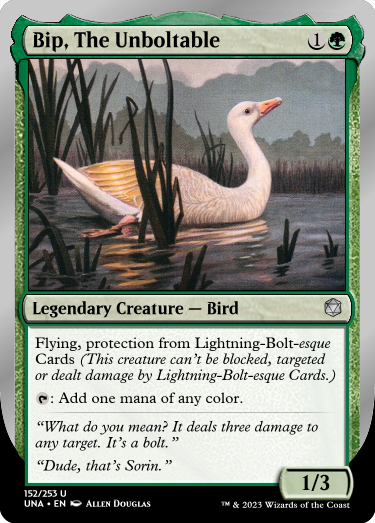 Bip, The Unboltable 1
Legendary Creature — Bird
Flying, protection from Lightning-Bolt-esque
Cards (This creature can't be blocked, targeted
or dealt damage by Lightning-Bolt-esque Cards.)
: Add one mana of any color.
"What do you mean? It deals three damage to
any target. It's a bolt."
"Dude, that's Sorin."
1/3
152/253 U
UNA • EN Allen Douglas
™ & 2023 Wizards of the Coast